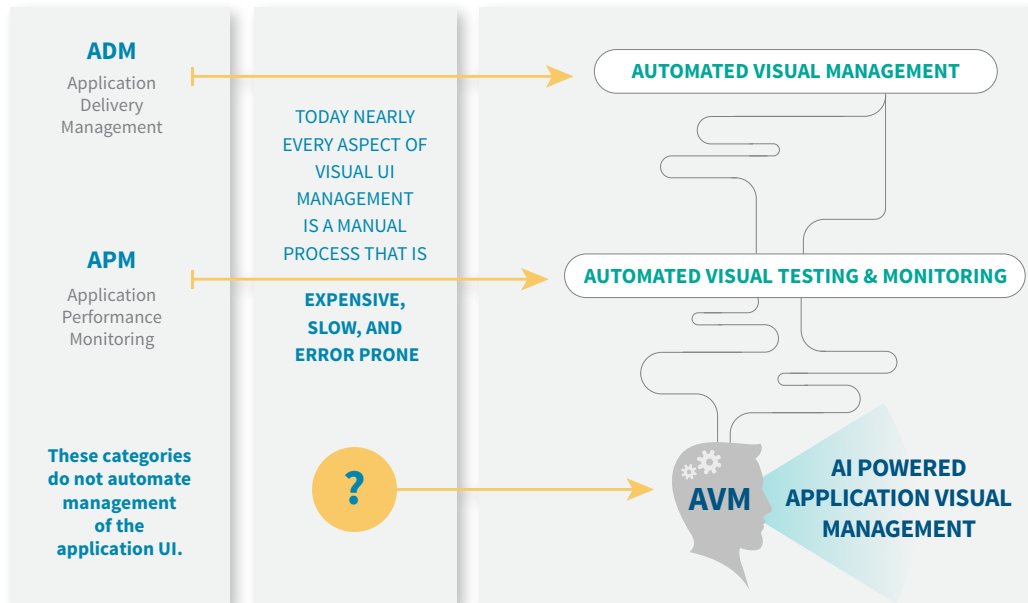 ADM
Application
Delivery
Management
APM
Application
Performance
Monitoring
These categories
do not automate
management
of the
application UI.
TODAY NEARLY
EVERY ASPECT OF
VISUAL UI
MANAGEMENT
IS A MANUAL
PROCESS THAT IS
EXPENSIVE,
SLOW, AND
ERROR PRONE
?
AUTOMATED VISUAL MANAGEMENT
AUTOMATED VISUAL TESTING & MONITORING
AVM
AI POWERED
APPLICATION VISUAL
MANAGEMENT